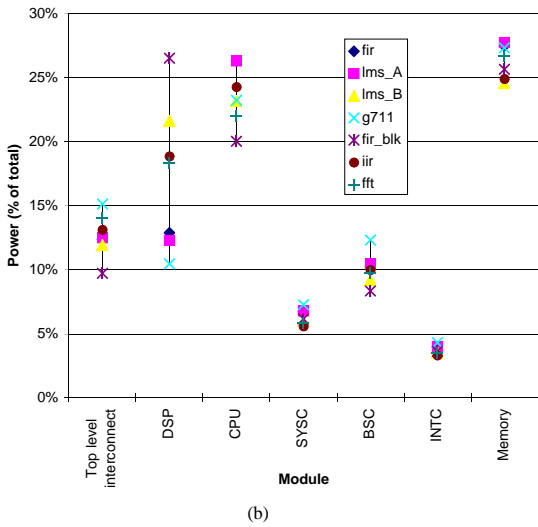 30%
25%
20%
15%
10%
5%
0%
Power (% of total)
fir
lms_A
lms_B
g711
fir_blk
iir
fft
Top level
interconnect
DSP
CPU
SYSC
BSC
INTC
Memory
Module
(b)